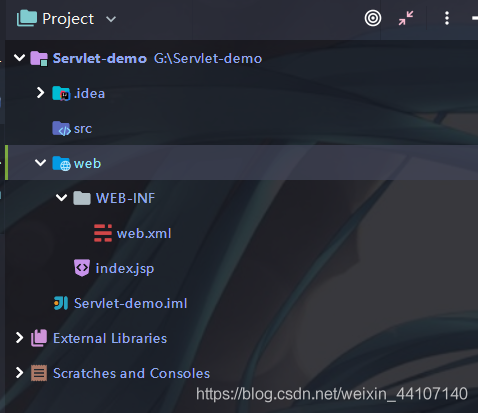 Project
Servlet-demo G:\Servlet-demo
.idea
src
web
WEB-INF
web.xml
index.jsp
Servlet-demo.iml
External Libraries
Scratches and Consoles
https://blog.csdn.net/weixin_44107140